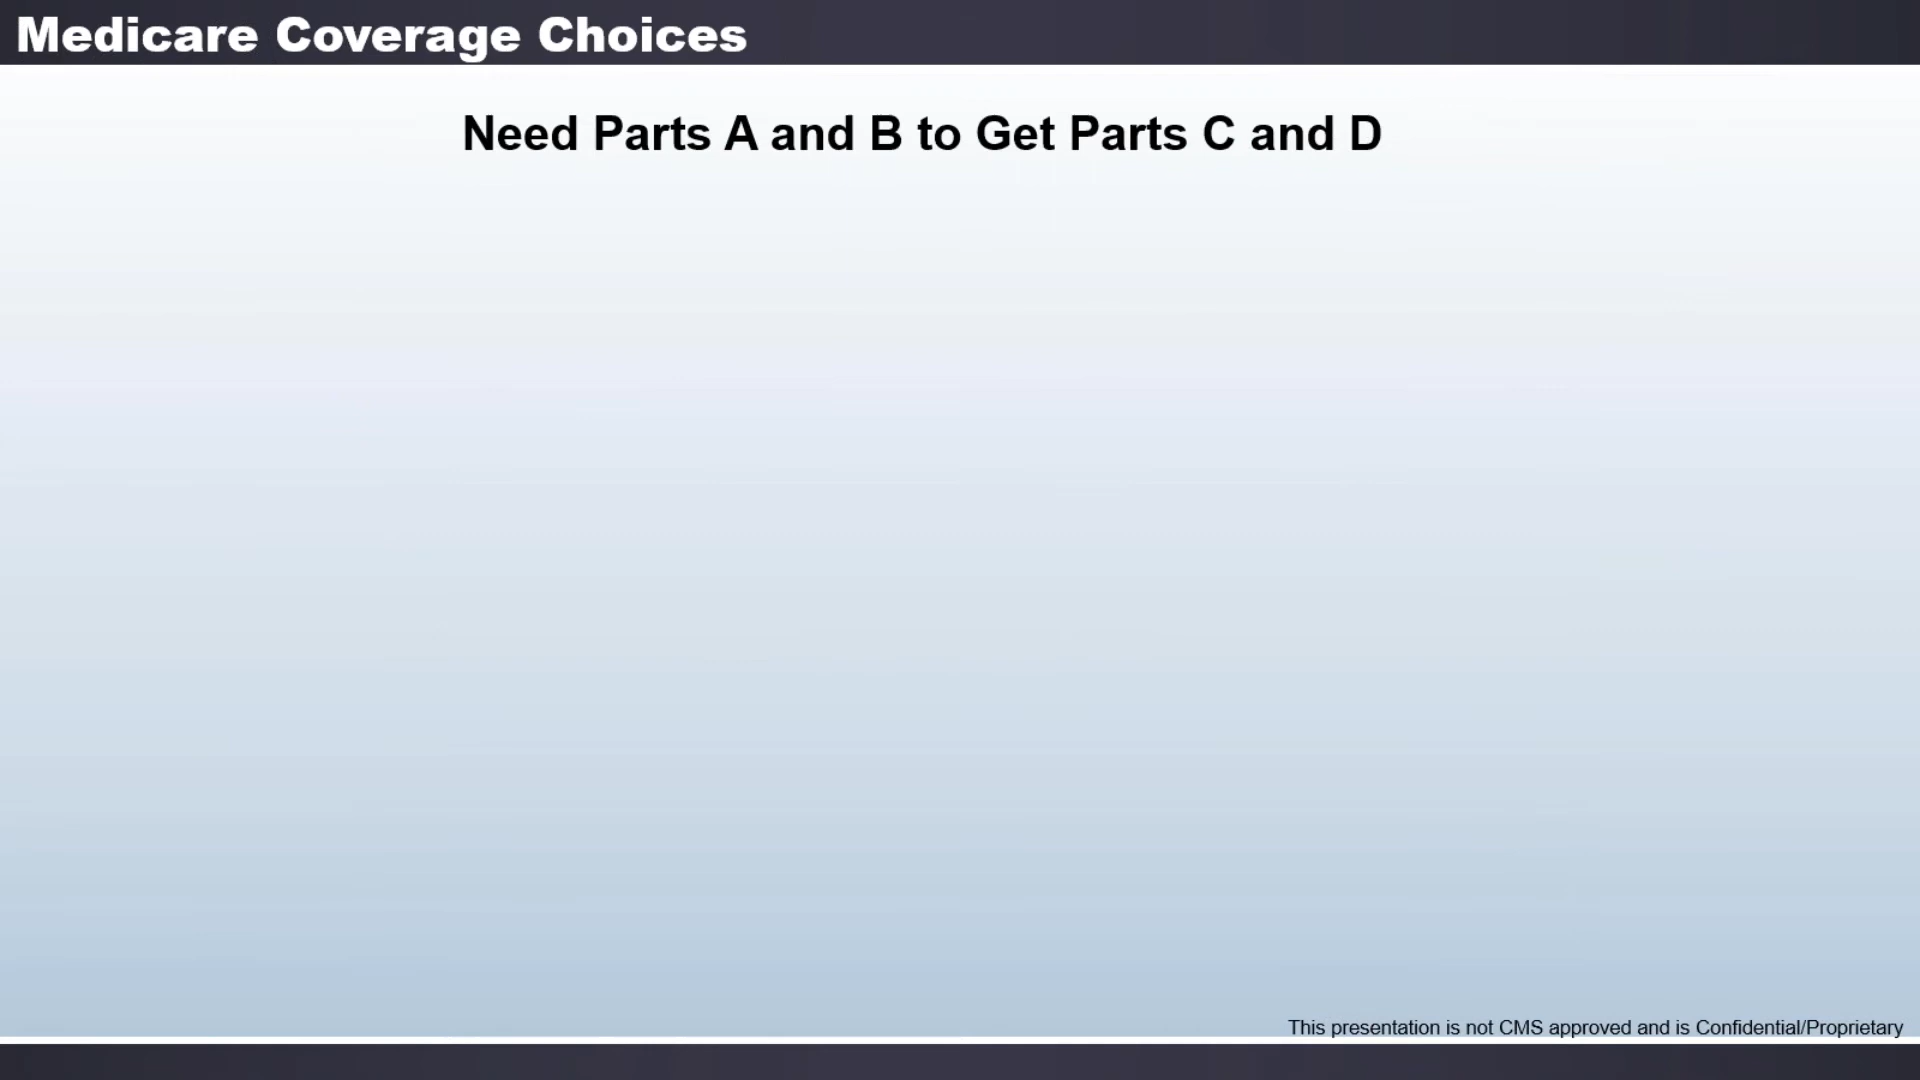 Medicare Coverage Choices
Need Parts A and B to Get Parts C and D
This presentation is not CMS approved and is Confidential/Proprietary